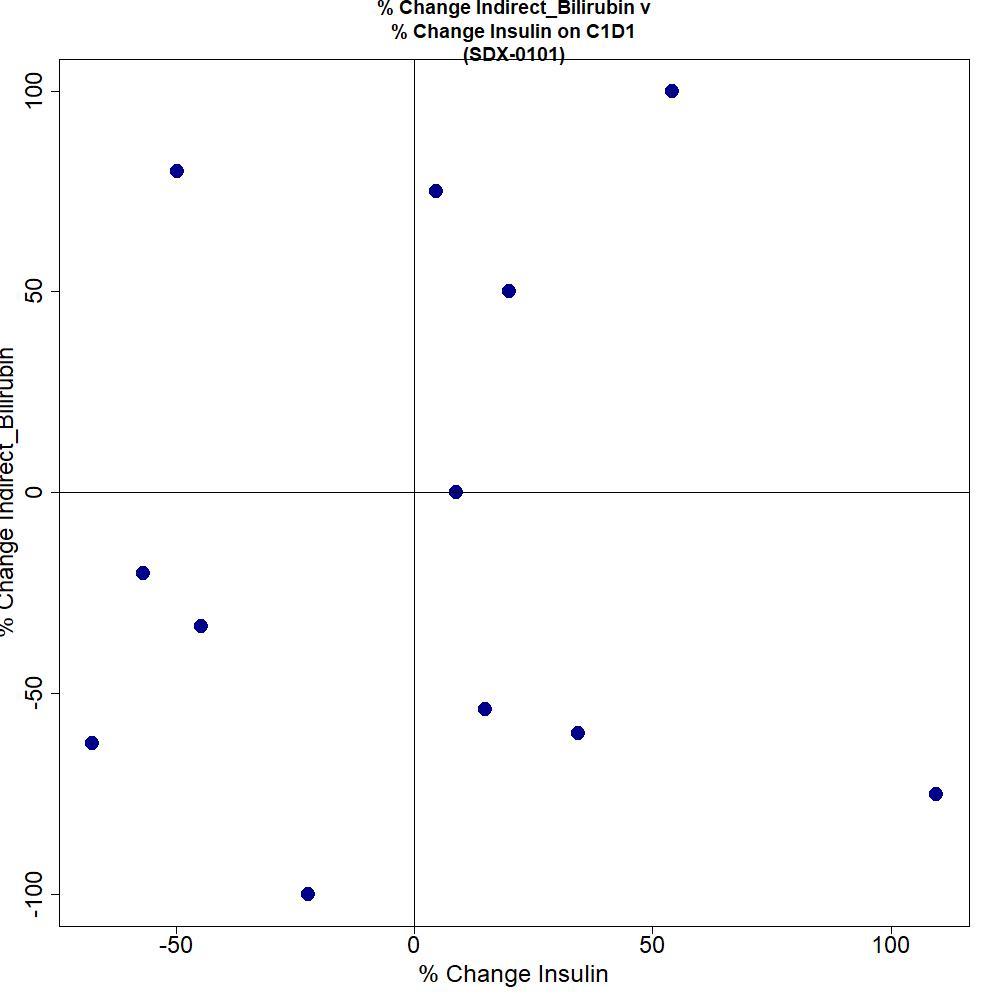 % Change Indirect_Bilirubin v
% Change Insulin on C1D1
(SDX-0101)
100
50
0
-50
-100
% Change Indirect_Bilirubin
-50
0
50
100
% Change Insulin